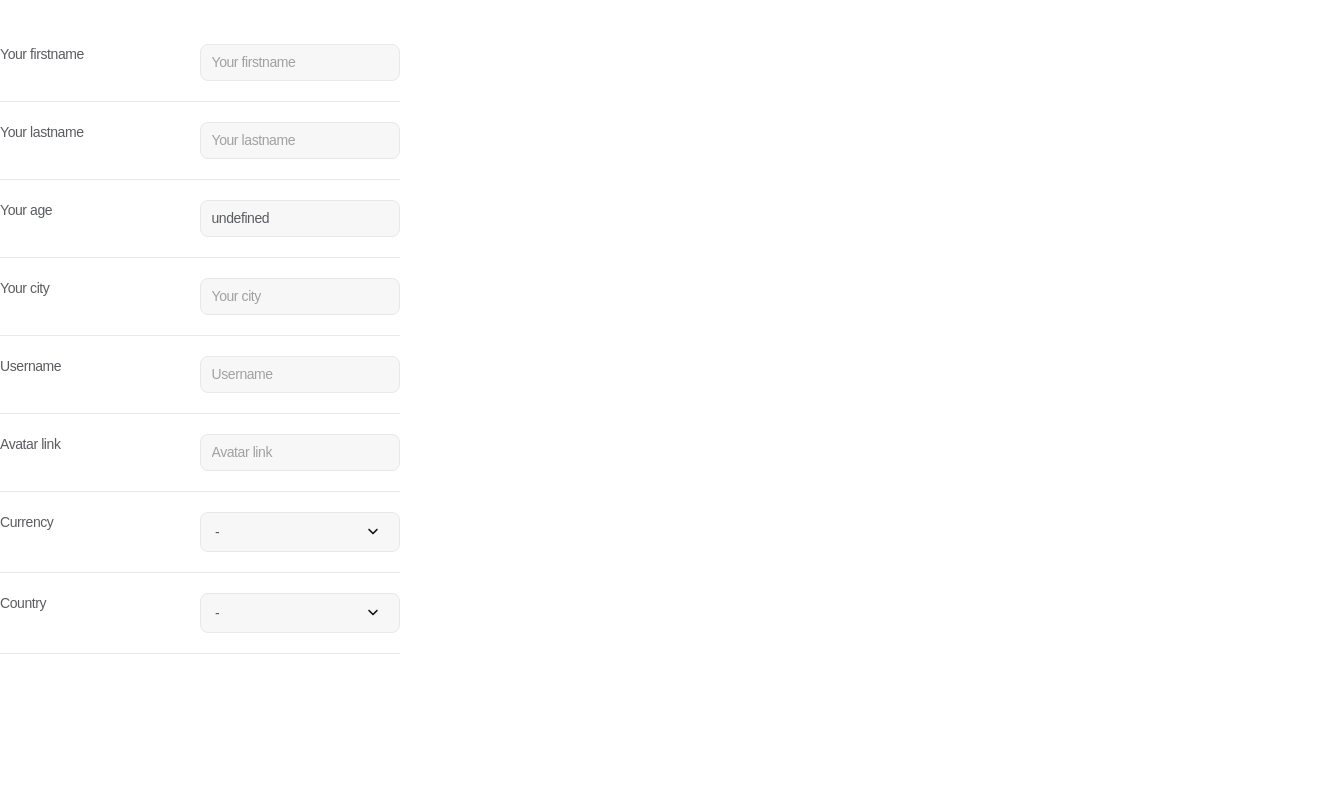 Your firstname
Your firstname
Your lastname
Your lastname
Your age
undefined
Your city
Your city
Username
Username
Avatar link
Avatar link
Currency
-
Country
-